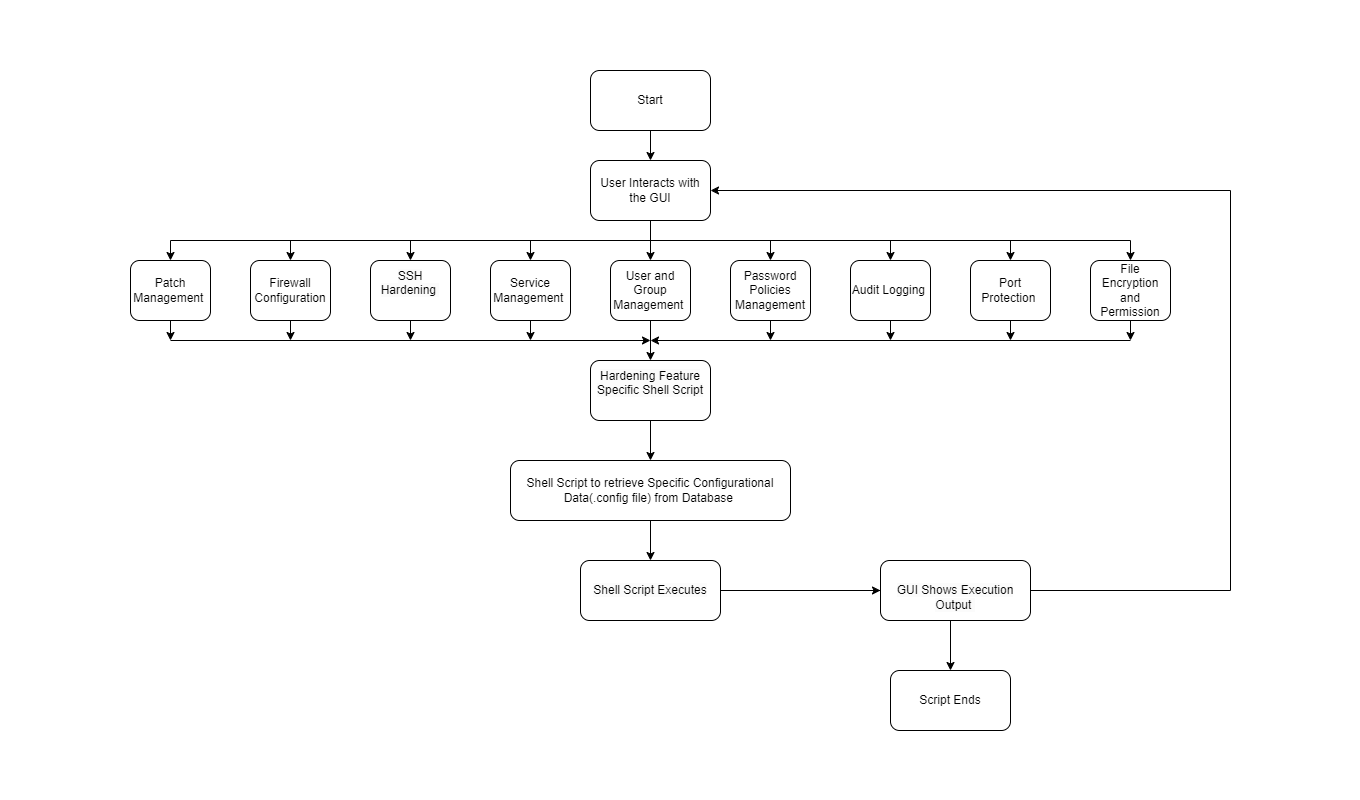 Start
User Interacts with
the GUI
Patch
Management
Firewall
Configuration
SSH
Hardening
Service
Management
User and
Group
Management
Password
Policies
Management
Audit Logging
Port
Protection
File
Encryption
and
Permission
Hardening Feature
Specific Shell Script
Shell Script to retrieve Specific Configurational
Data(.config file) from Database
Shell Script Executes
GUI Shows Execution
Output
Script Ends